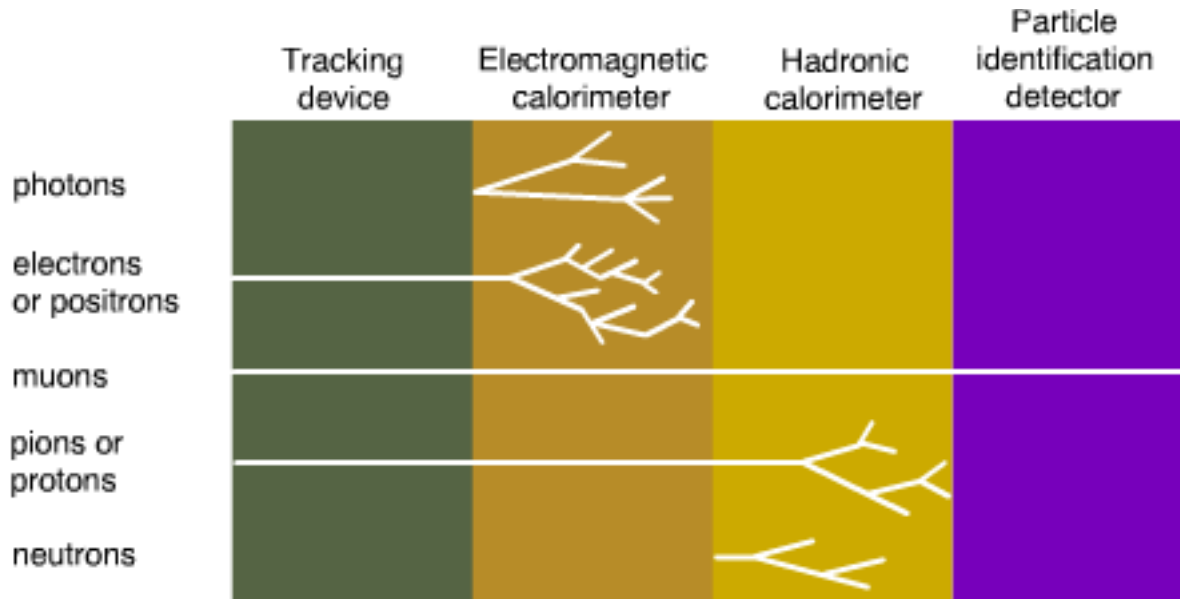 Tracking
device
Electromagnetic
calorimeter
Hadronic
calorimeter
Particle
identification
detector
photons
electrons
or positrons
muons
pions or
protons
neutrons